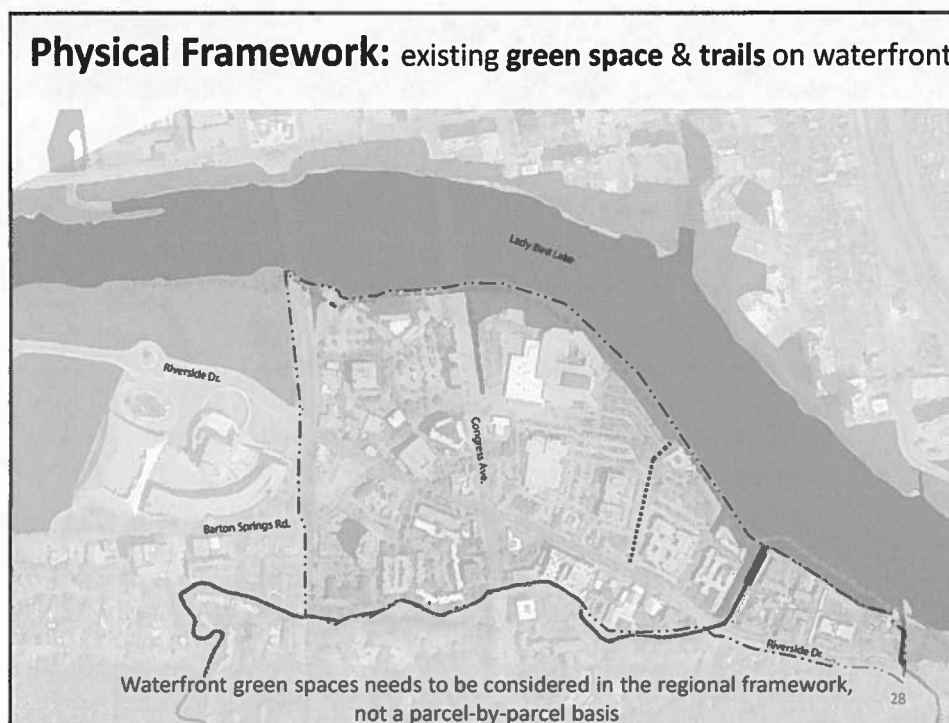 Physical Framework: existing green space & trails on waterfront
Lady Bird Lake
Riverside Dr.
Congress Ave.
Barton Springs Rd.
Riverside Dr.
28
Waterfront green spaces needs to be considered in the regional framework,
not a parcel-by-parcel basis